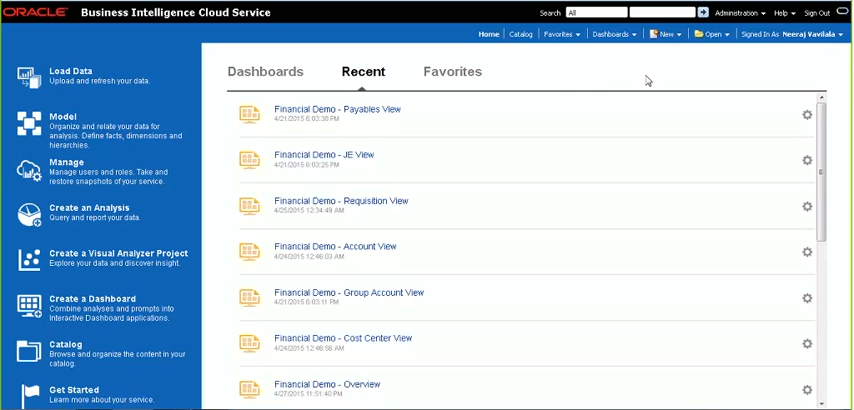 ORACLE Business Intelligence Cloud Service
Search All Administration Help Sign Out
Home Catalog Favorites Dashboards New Open Signed In As Neeraj Vavilala
Load Data
Upload and refresh your data.
Model
Organize and relate your data for
analysis. Define facts, dimensions and
hierarchies.
Manage
Manage users and roles. Take and
restore snapshots of your service.
Create an Analysis
Query and report your data.
Create a Visual Analyzer Project
Explore your data and discover insight.
Create a Dashboard
Combine analyses and prompts into
Interactive Dashboard applications.
Catalog
Browse and organize the content in your
catalog.
Get Started
Learn more about your service.
Dashboards Recent Favorites
Financial Demo - Payables View
4/21/2015 6:03:38 PM
Financial Demo - JE View
4/21/2015 6:03:25 PM
Financial Demo - Requisition View
4/25/2015 12:34:49 AM
Financial Demo - Account View
4/24/2015 12:46:03 AM
Financial Demo - Group Account View
4/21/2015 6:03:11 PM
Financial Demo - Cost Center View
4/24/2015 12:46:56 AM
Financial Demo - Overview
4/27/2015 11:51:40 PM